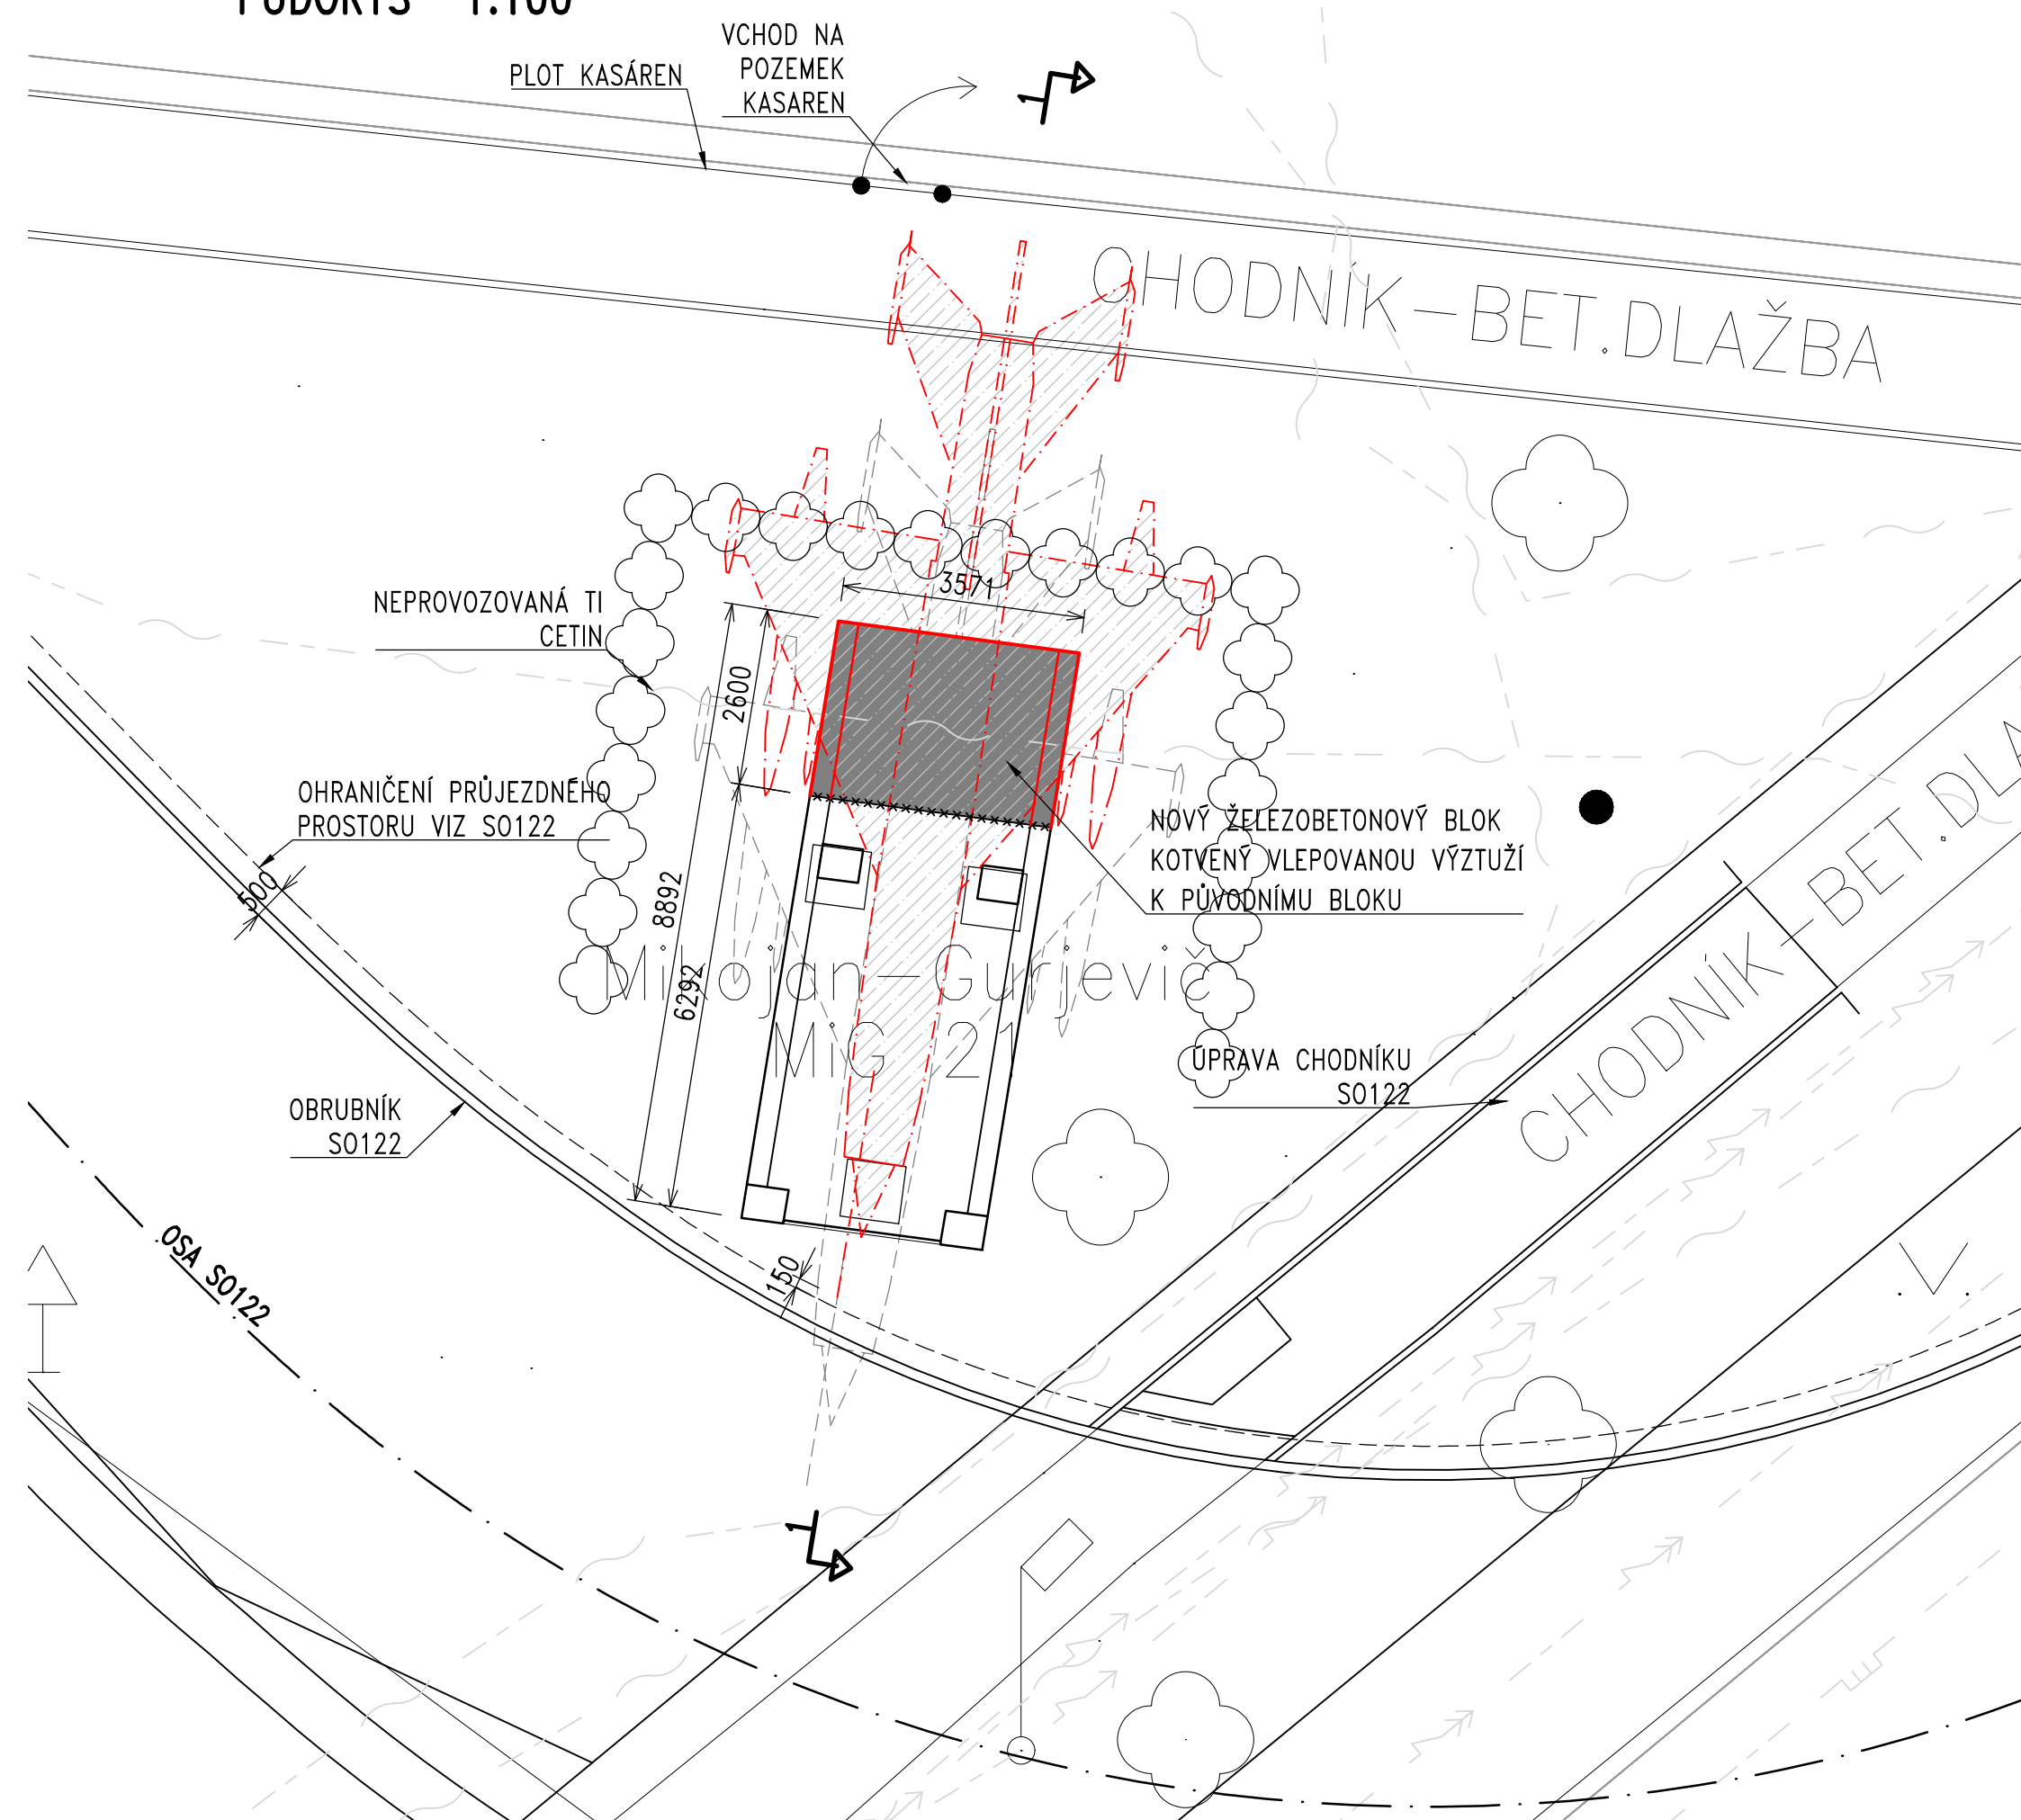 PŮDORYS 1:100
VCHOD NA
POZEMEK
KASAREN
PLOT KASÁREN
CHODNÍK-BET.DLAŽBA
3571
NEPROVOZOVANÁ TI
CETIN
2600
OHRANIČENÍ PRŮJEZDNÉHO
PROSTORU VIZ SO122
500
8892
6292
NOVÝ ŽELEZOBETONOVÝ BLOK
KOTVENÝ VLEPOVANOU VÝZTUŽÍ
K PŮVODNÍMU BLOKU
Mikojan-Gurjevič
MiG 21
CHODNÍK-BET.DLA
ÚPRAVA CHODNÍKU
SO122
OBRUBNÍK
SO122
OSA SO122
150
1
1